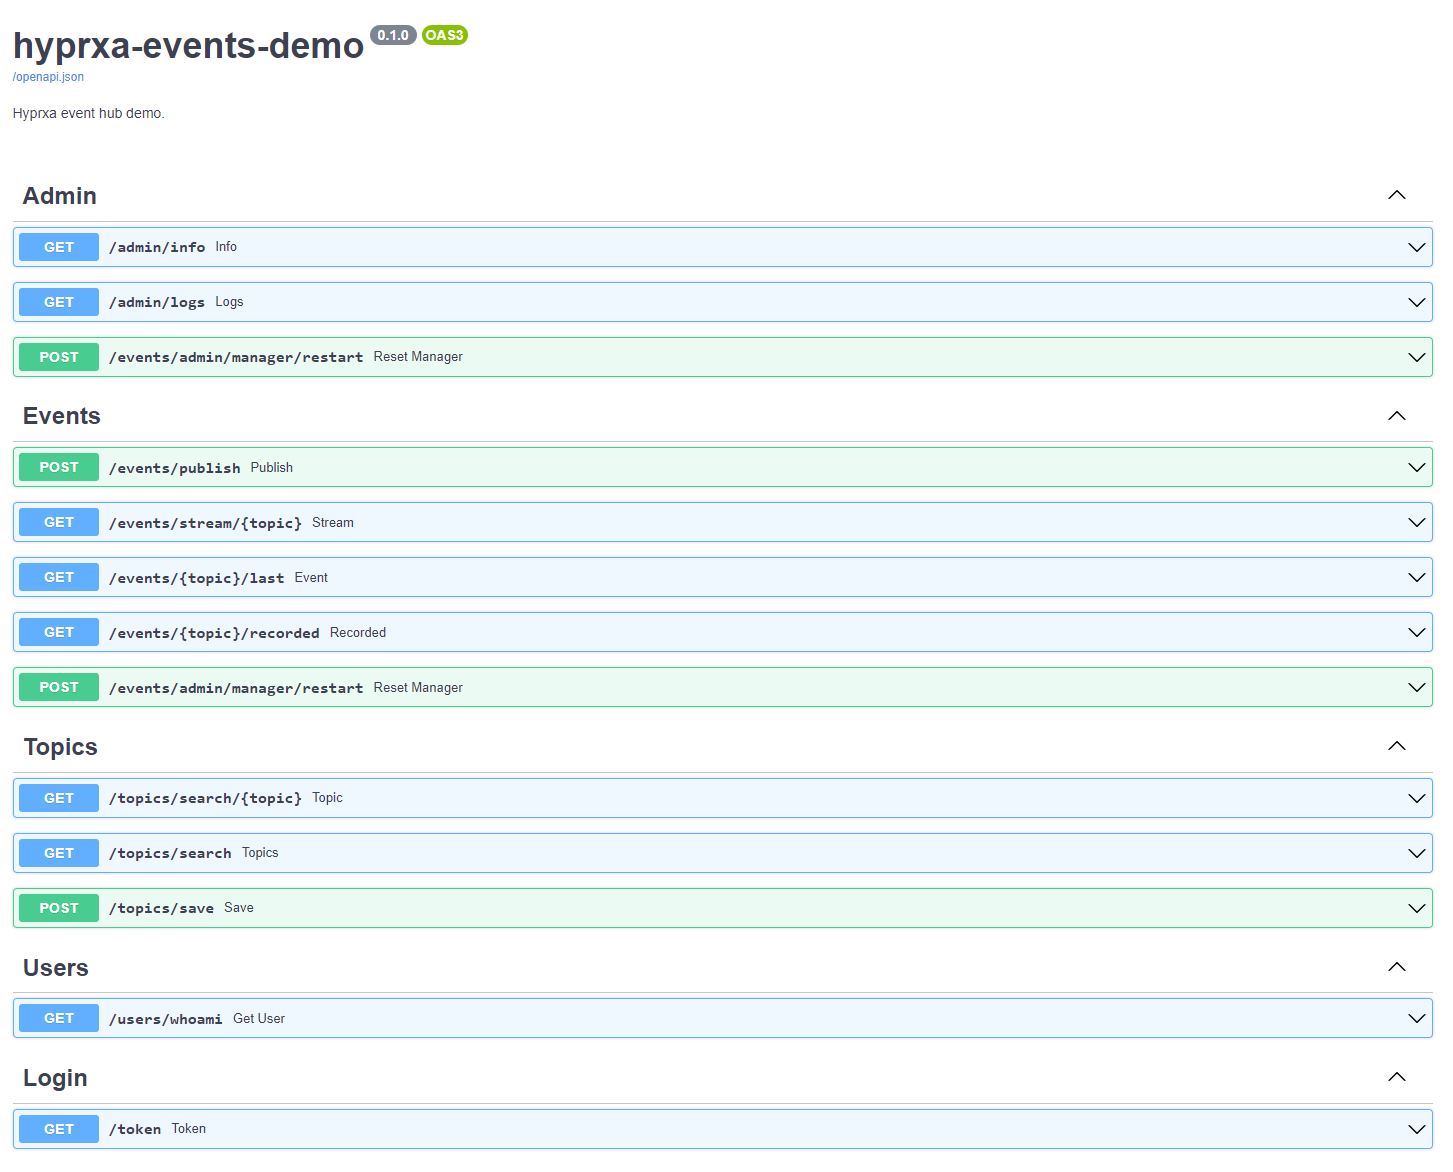 hyprxa-events-demo 0.1.0 OAS3
/openapi.json
Hyprxa event hub demo.
Admin
GET /admin/info Info
GET /admin/logs Logs
POST /events/admin/manager/restart Reset Manager
Events
POST /events/publish Publish
GET /events/stream/{topic} Stream
GET /events/{topic}/last Event
GET /events/{topic}/recorded Recorded
POST /events/admin/manager/restart Reset Manager
Topics
GET /topics/search/{topic} Topic
GET /topics/search Topics
POST /topics/save Save
Users
GET /users/whoami Get User
Login
GET /token Token